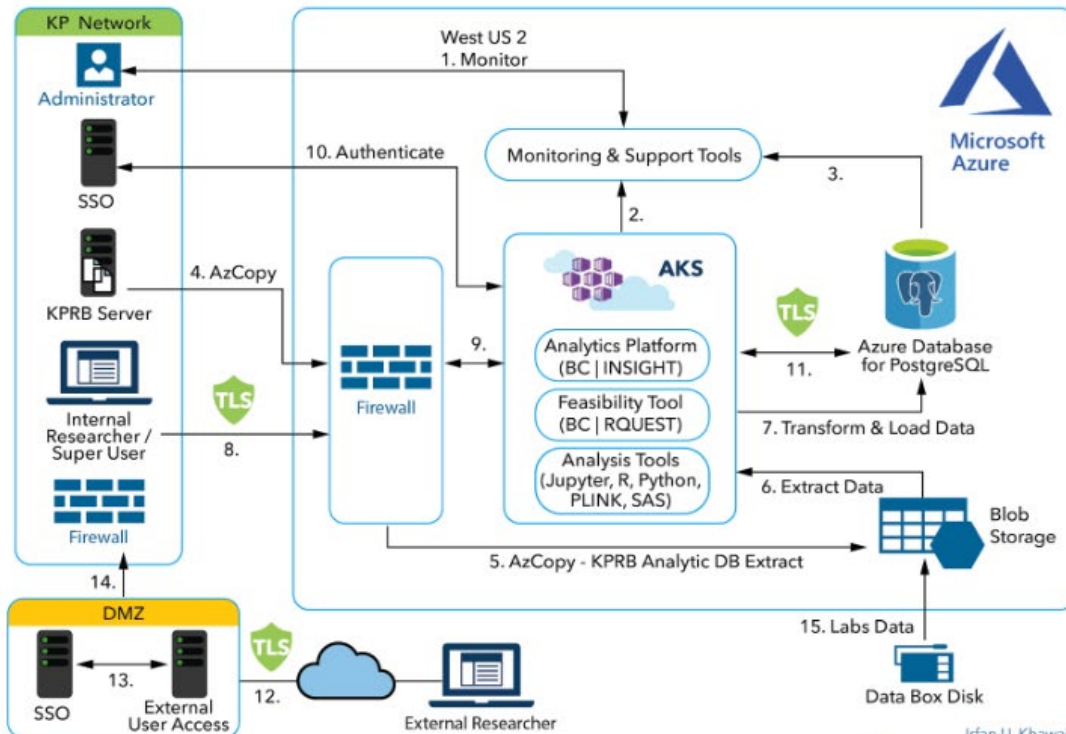 KP Network
Administrator
SSO
KPRB Server
Internal
Researcher /
Super User
Firewall
14.
DMZ
SSO
13.
External
User Access
TLS
12.
External Researcher
West US 2
1. Monitor
10. Authenticate
4. AzCopy
TLS
8.
Firewall
9.
Monitoring & Support Tools
2.
3.
AKS
Analytics Platform
(BC | INSIGHT)
Feasibility Tool
(BC | RQUEST)
Analysis Tools
(Jupyter, R, Python,
PLINK, SAS)
TLS
11.
Microsoft
Azure
Azure Database
for PostgreSQL
7. Transform & Load Data
6. Extract Data
Blob
Storage
5. AzCopy - KPRB Analytic DB Extract
15. Labs Data
Data Box Disk